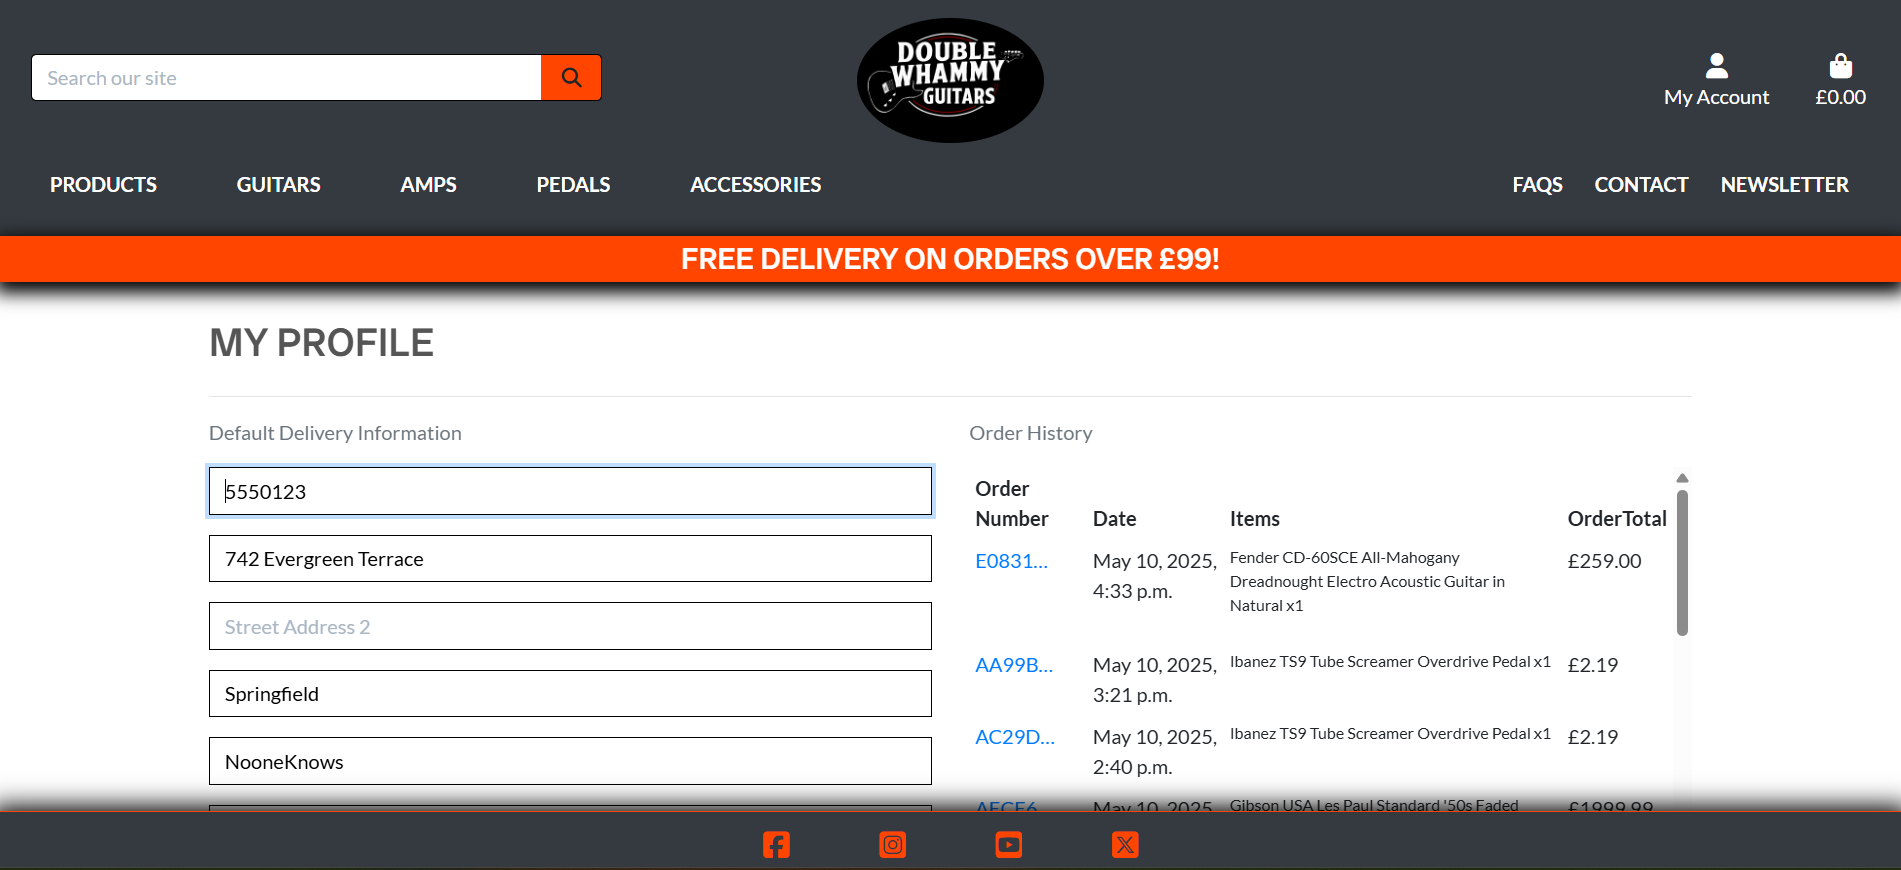 Search our site
DOUBLE
WHAMMY
GUITARS
My Account
£0.00
PRODUCTS
GUITARS
AMPS
PEDALS
ACCESSORIES
FAQS
CONTACT
NEWSLETTER
FREE DELIVERY ON ORDERS OVER £99!
MY PROFILE
Default Delivery Information
5550123
742 Evergreen Terrace
Street Address 2
Springfield
NooneKnows
Order History
Order
Number Date Items OrderTotal
E0831... May 10, 2025, Fender CD-60SCE All-Mahogany £259.00
4:33 p.m. Dreadnought Electro Acoustic Guitar in
Natural x1
AA99B... May 10, 2025, Ibanez TS9 Tube Screamer Overdrive Pedal x1 £2.19
3:21 p.m.
AC29D... May 10, 2025, Ibanez TS9 Tube Screamer Overdrive Pedal x1 £2.19
2:40 p.m.
May 10, 2025, Gibson USA Les Paul Standard '50s Faded £1999.99